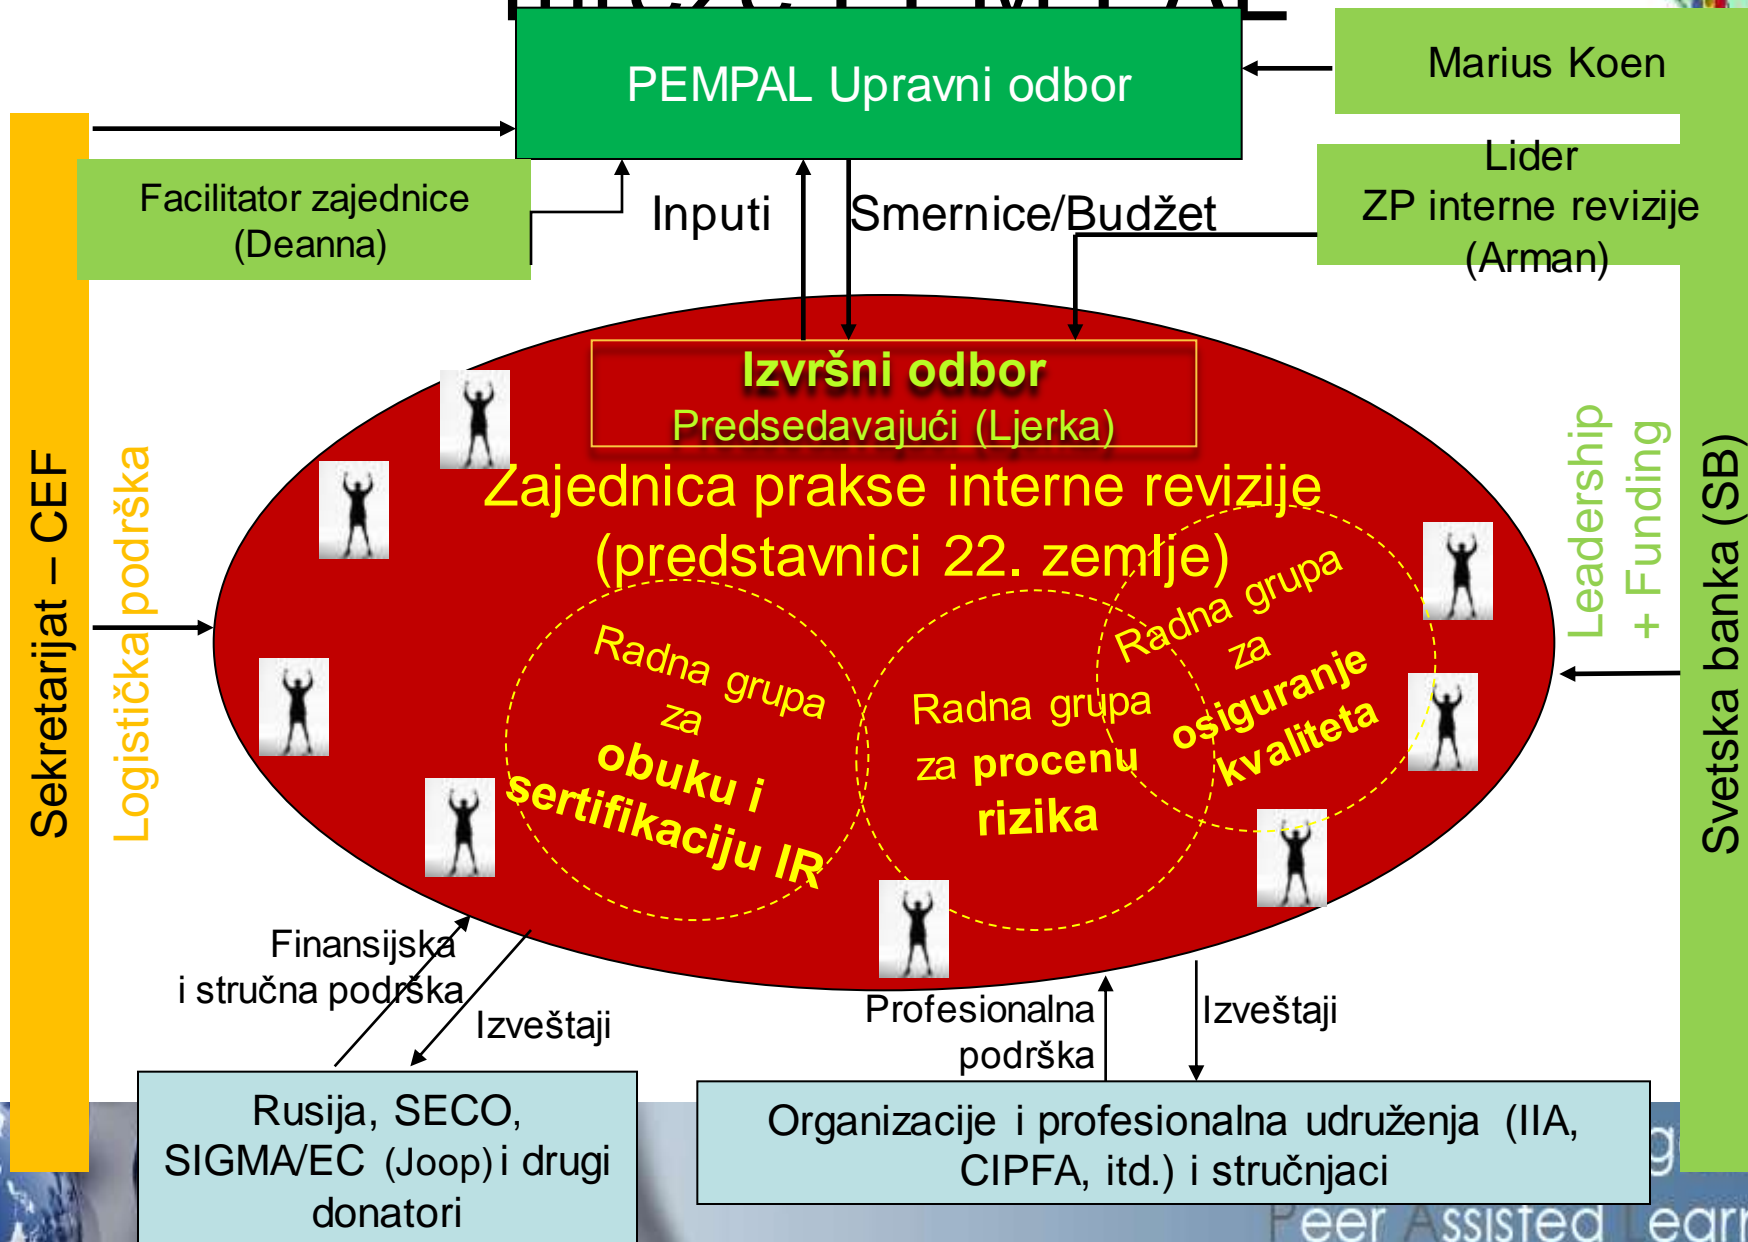 mreže PEMPAL
PEMPAL Upravni odbor
Marius Koen
Facilitator zajednice
(Deanna)
Inputi
Smernice/Budžet
Lider
ZP interne revizije
(Arman)
Izvršni odbor
Predsedavajući (Ljerka)
Zajednica prakse interne revizije
(predstavnici 22. zemlje)
Radna grupa
za
obuku i
sertifikaciju IR
Radna grupa
za procenu
rizika
Radna grupa
za
osiguranje
kvaliteta
Sekretarijat – CEF
Logistička podrška
Leadership
+ Funding
Svetska banka (SB)
Finansijska
i stručna podrška
Izveštaji
Profesionalna
podrška
Izveštaji
Rusija, SECO,
SIGMA/EC (Joop) i drugi
donatori
Organizacije i profesionalna udruženja (IIA,
CIPFA, itd.) i stručnjaci
Peer Assisted Learn